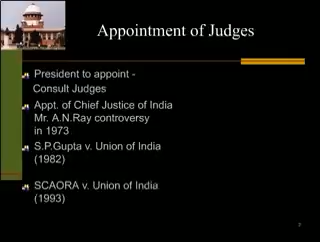 Appointment of Judges
President to appoint -
Consult Judges
Appt. of Chief Justice of India
Mr. A.N.Ray controversy
in 1973
S.P.Gupta v. Union of India
(1982)
SCAORA v. Union of India
(1993)
7